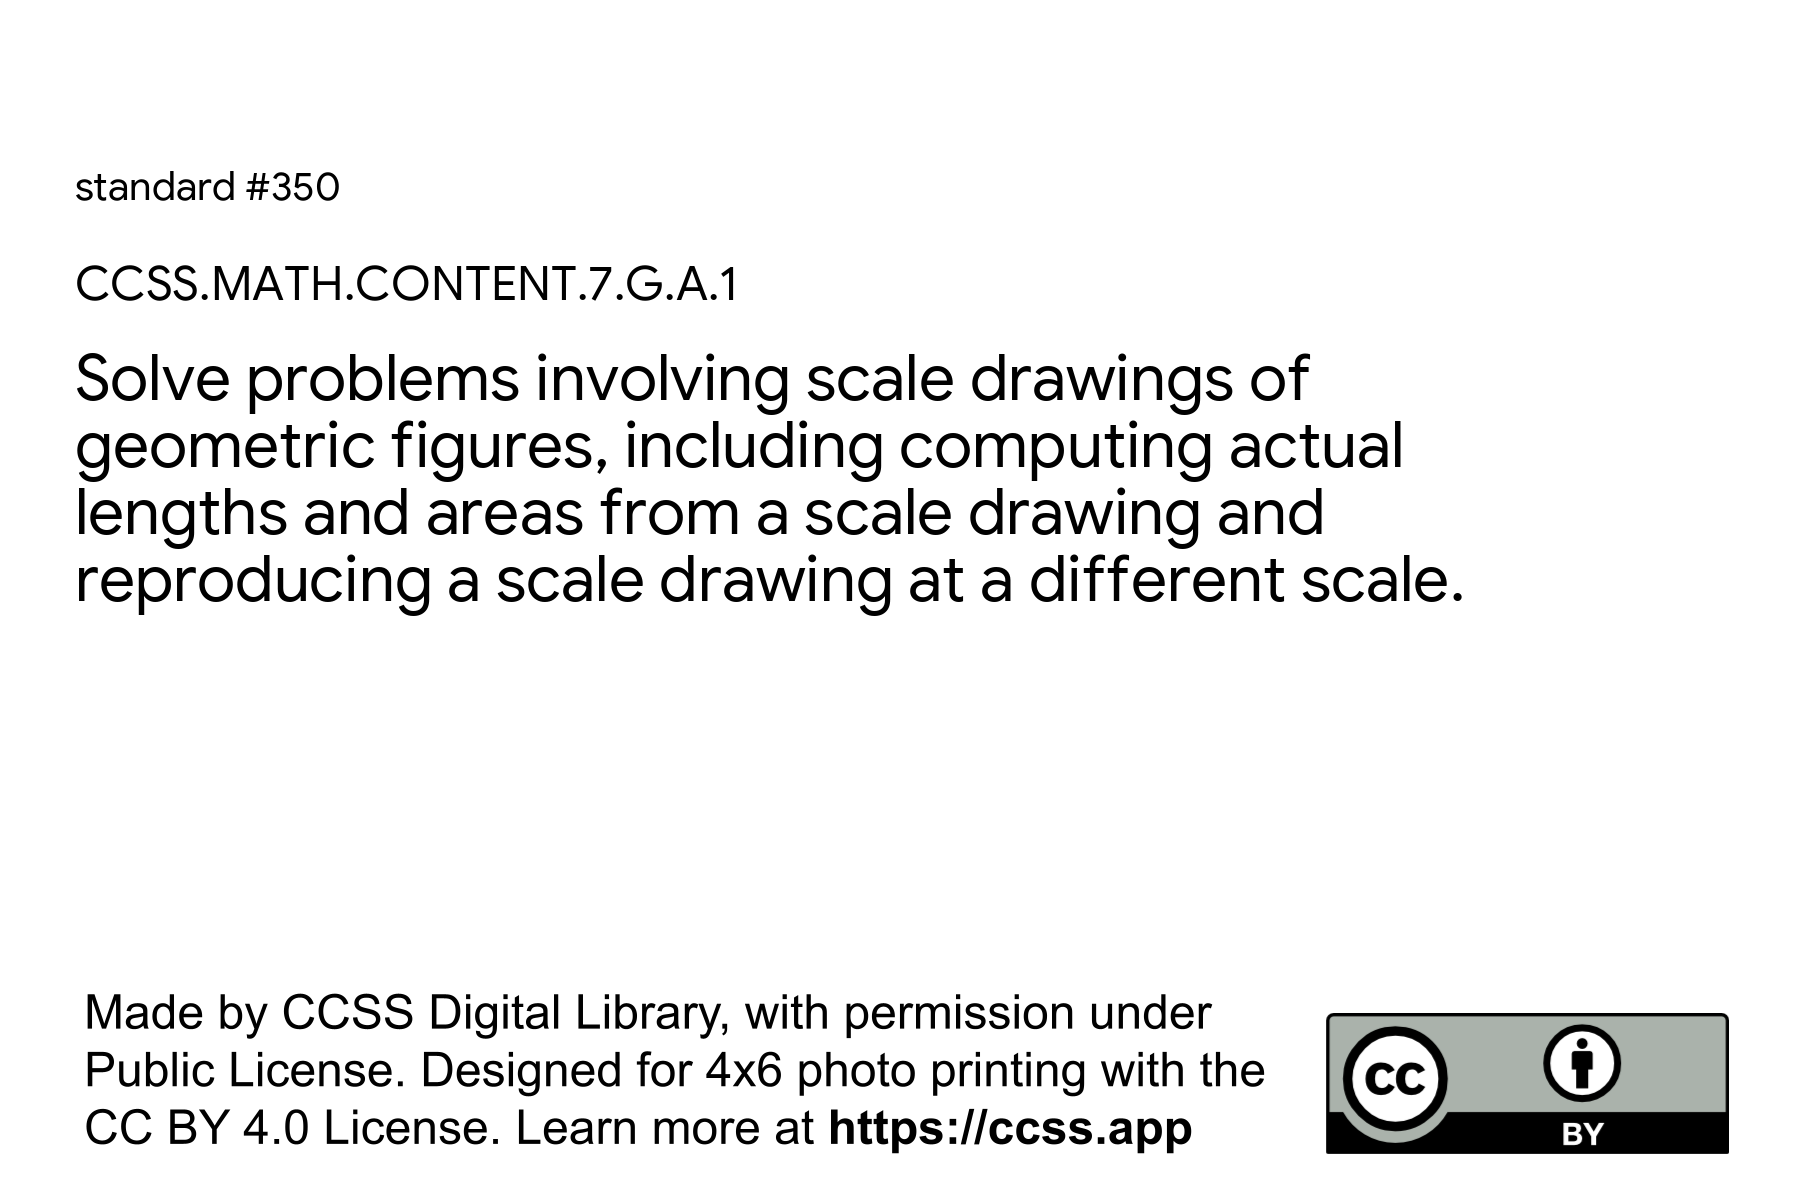 standard #350
CCSS.MATH.CONTENT.7.G.A.1
Solve problems involving scale drawings of
geometric figures, including computing actual
lengths and areas from a scale drawing and
reproducing a scale drawing at a different scale.
Made by CCSS Digital Library, with permission under
Public License. Designed for 4x6 photo printing with the
CC BY 4.0 License. Learn more at https://ccss.app
cc
BY